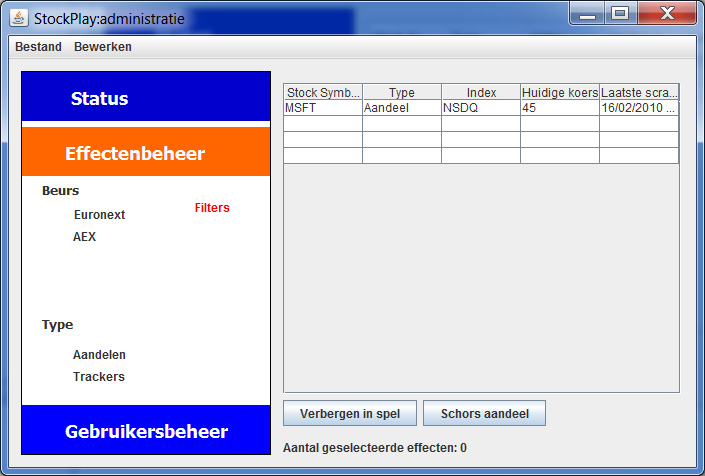 StockPlay:administratie
Bestand Bewerken
Status
Effectenbeheer
Beurs
Filters
Euronext
AEX
Type
Aandelen
Trackers
Gebruikersbeheer
Stock Symb... Type Index Huidige koers Laatste scra...
MSFT Aandeel NSDQ 45 16/02/2010 ...
Verbergen in spel Schors aandeel
Aantal geselecteerde effecten: 0